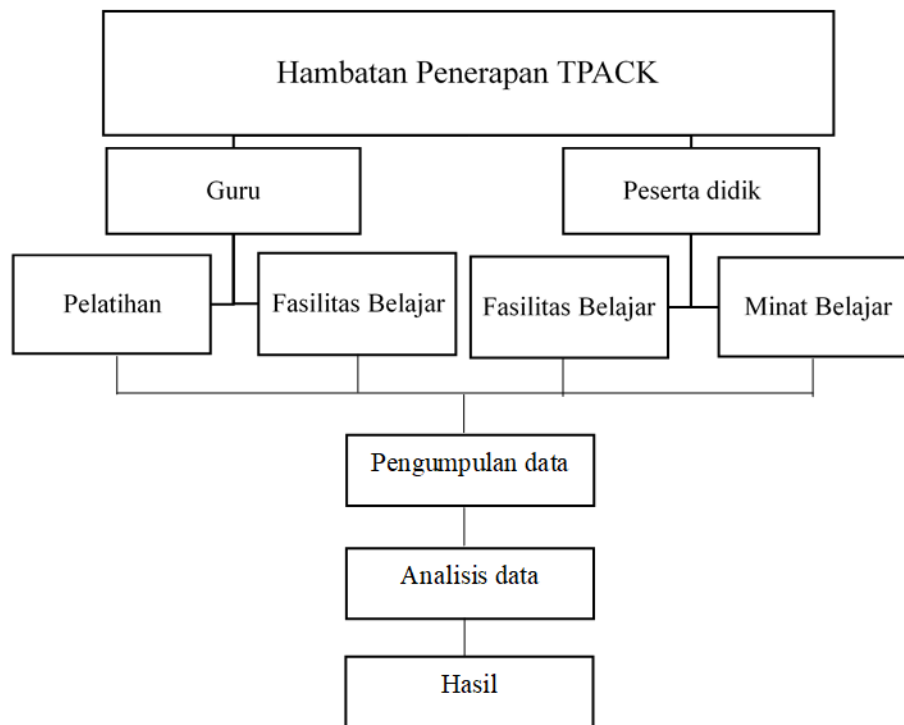 Hambatan Penerapan TPACK
Guru
Peserta didik
Pelatihan
Fasilitas Belajar
Fasilitas Belajar
Minat Belajar
Pengumpulan data
Analisis data
Hasil